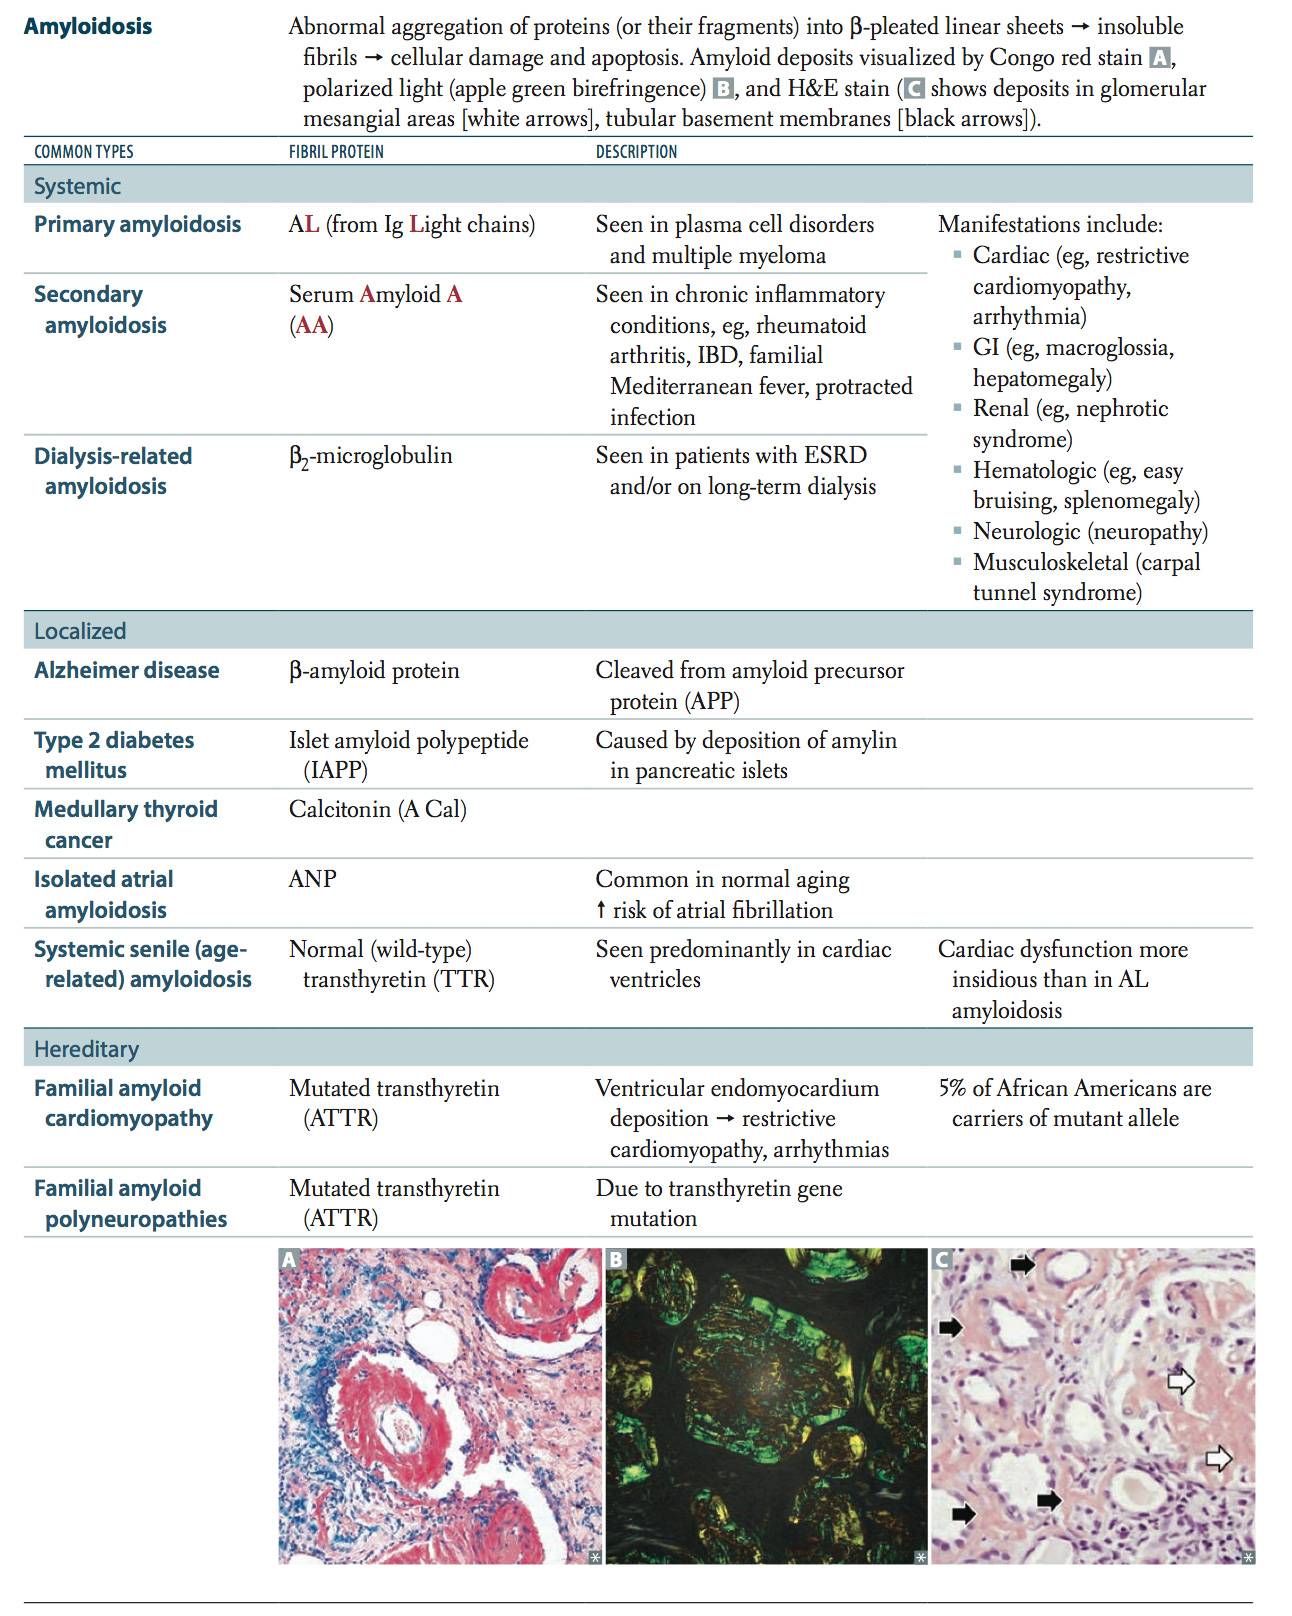 Amyloidosis
Abnormal aggregation of proteins (or their fragments) into β-pleated linear sheets → insoluble
fibrils → cellular damage and apoptosis. Amyloid deposits visualized by Congo red stain A,
polarized light (apple green birefringence) B, and H&E stain (C shows deposits in glomerular
mesangial areas [white arrows], tubular basement membranes [black arrows]).
COMMON TYPES
FIBRIL PROTEIN
DESCRIPTION
Systemic
Primary amyloidosis
AL (from Ig Light chains)
Seen in plasma cell disorders
and multiple myeloma
Manifestations include:
▪ Cardiac (eg, restrictive
cardiomyopathy,
arrhythmia)
▪ GI (eg, macroglossia,
hepatomegaly)
▪ Renal (eg, nephrotic
syndrome)
▪ Hematologic (eg, easy
bruising, splenomegaly)
▪ Neurologic (neuropathy)
▪ Musculoskeletal (carpal
tunnel syndrome)
Secondary
amyloidosis
Serum Amyloid A
(AA)
Seen in chronic inflammatory
conditions, eg, rheumatoid
arthritis, IBD, familial
Mediterranean fever, protracted
infection
Dialysis-related
amyloidosis
β₂-microglobulin
Seen in patients with ESRD
and/or on long-term dialysis
Localized
Alzheimer disease
β-amyloid protein
Cleaved from amyloid precursor
protein (APP)
Type 2 diabetes
mellitus
Islet amyloid polypeptide
(IAPP)
Caused by deposition of amylin
in pancreatic islets
Medullary thyroid
cancer
Calcitonin (A Cal)
Isolated atrial
amyloidosis
ANP
Common in normal aging
↑ risk of atrial fibrillation
Systemic senile (age-
related) amyloidosis
Normal (wild-type)
transthyretin (TTR)
Seen predominantly in cardiac
ventricles
Cardiac dysfunction more
insidious than in AL
amyloidosis
Hereditary
Familial amyloid
cardiomyopathy
Mutated transthyretin
(ATTR)
Ventricular endomyocardium
deposition → restrictive
cardiomyopathy, arrhythmias
5% of African Americans are
carriers of mutant allele
Familial amyloid
polyneuropathies
Mutated transthyretin
(ATTR)
Due to transthyretin gene
mutation
A
B
C